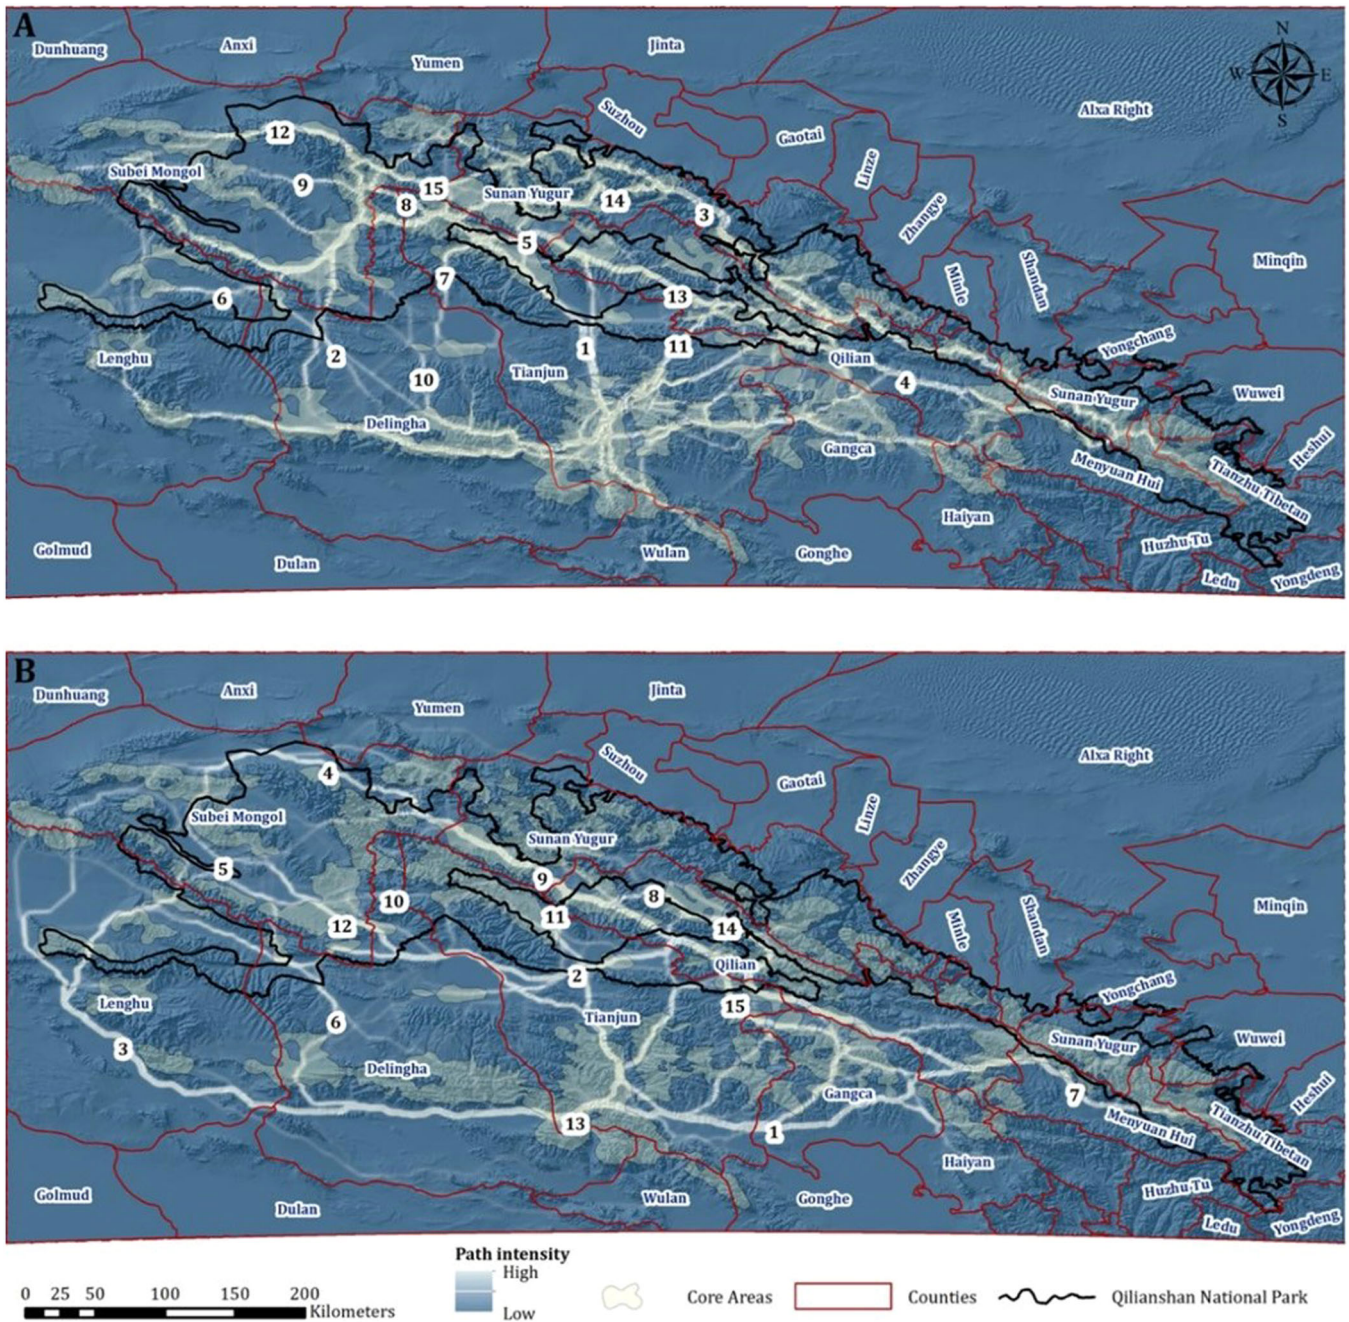 A
Dunhuang
Anxi
Yumen
Jinta
N
W
E
S
Suzhou
Gaotai
Alxa Right
Linze
Subei Mongol
Sunan Yugur
Zhangye
12
9
15
8
14
3
5
7
6
13
Minle
Shandan
Minqin
Lenghu
2
10
Tianjun
1
11
Qilian
4
Yongchang
Sunan Yugur
Wuwei
Delingha
Gangca
Menyuan Hui
Heshui
Tianzhu Tibetan
Golmud
Dulan
Wulan
Gonghe
Haiyan
Huzhu Tu
Ledu
Yongdeng
B
Dunhuang
Anxi
Yumen
Jinta
Suzhou
Gaotai
Alxa Right
Linze
4
Subei Mongol
Sunan Yugur
Zhangye
5
9
10
8
11
12
14
Minle
Shandan
Minqin
Qilian
2
Lenghu
6
Tianjun
15
Yongchang
3
Sunan Yugur
Wuwei
Delingha
Gangca
7
Menyuan Hui
Heshui
Tianzhu Tibetan
13
1
Golmud
Dulan
Wulan
Gonghe
Haiyan
Huzhu Tu
Ledu
Yongdeng
Path intensity
High
Low
0 25 50 100 150 200
Kilometers
Core Areas
Counties
Qilianshan National Park